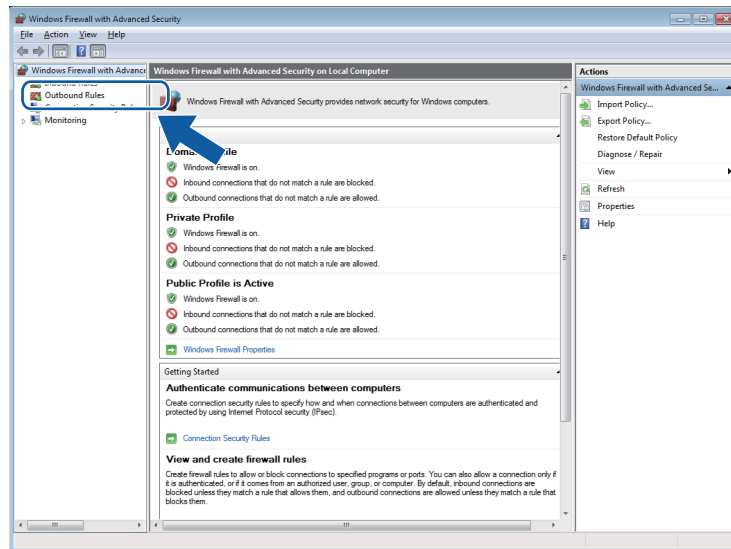 Windows Firewall with Advanced Security
File Action View Help
Windows Firewall with Advance
Inbound Rules
Outbound Rules
Monitoring
Windows Firewall with Advanced Security on Local Computer
Windows Firewall with Advanced Security provides network security for Windows computers.
Windows Firewall is on.
Inbound connections that do not match a rule are blocked.
Outbound connections that do not match a rule are allowed.
Private Profile
Windows Firewall is on.
Inbound connections that do not match a rule are blocked.
Outbound connections that do not match a rule are allowed.
Public Profile is Active
Windows Firewall is on.
Inbound connections that do not match a rule are blocked.
Outbound connections that do not match a rule are allowed.
Windows Firewall Properties
Getting Started
Authenticate communications between computers
Create connection security rules to specify how and when connections between computers are authenticated and
protected by using Internet Protocol security (IPsec).
Connection Security Rules
View and create firewall rules
Create firewall rules to allow or block connections to specified programs or ports. You can also allow a connection only if
it is authenticated, or if it comes from an authorized user, group, or computer. By default, inbound connections are
blocked unless they match a rule that allows them, and outbound connections are allowed unless they match a rule that
blocks them.
Actions
Windows Firewall with Advanced Se...
Import Policy...
Export Policy...
Restore Default Policy
Diagnose / Repair
View
Refresh
Properties
Help